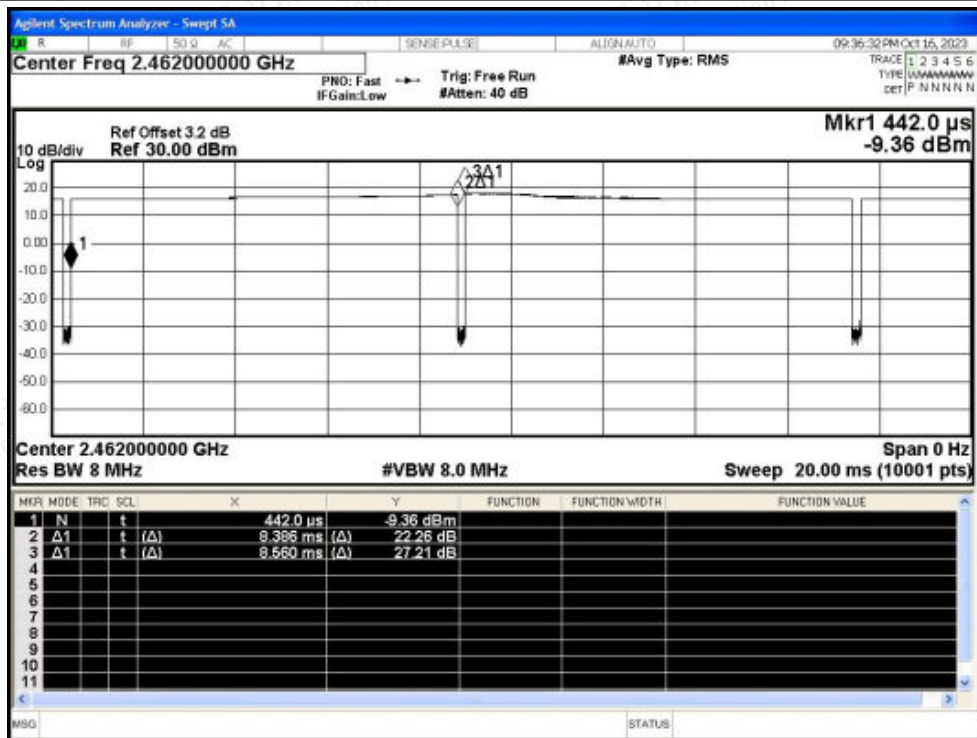 Agilent Spectrum Analyzer - Swept SA
R RF 50 Ω AC SENSE:PULSE ALIGN AUTO 09:36:32 PM Oct 16, 2023
Center Freq 2.462000000 GHz #Avg Type: RMS TRACE 1 2 3 4 5 6
PNO: Fast Trig: Free Run TYPE
IFGain:Low #Atten: 40 dB DET P N N N N N
Mkr1 442.0 µs
Ref Offset 3.2 dB
10 dB/div Ref 30.00 dBm -9.36 dBm
Log
3Δ1
20.0 2Δ1
10.0
0.00 1
-10.0
-20.0
-30.0
-40.0
-50.0
-60.0
Center 2.462000000 GHz Span 0 Hz
Res BW 8 MHz #VBW 8.0 MHz Sweep 20.00 ms (10001 pts)
MKR MODE TRC SCL X Y FUNCTION FUNCTION WIDTH FUNCTION VALUE
1 N t 442.0 µs -9.36 dBm
2 Δ1 t (Δ) 8.386 ms (Δ) 22.26 dB
3 Δ1 t (Δ) 8.560 ms (Δ) 27.21 dB
4
5
6
7
8
9
10
11
MSG STATUS